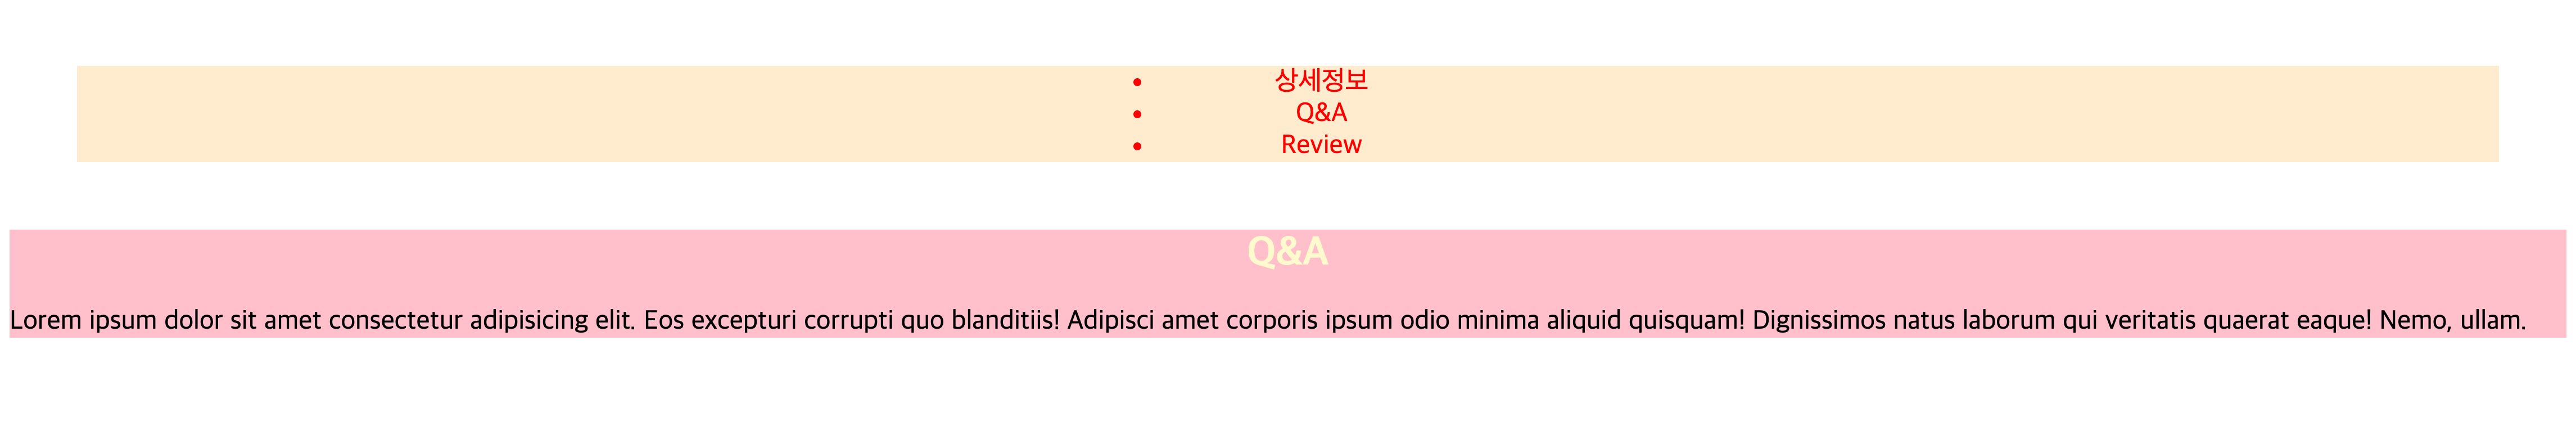 • 상세정보
• Q&A
• Review
Q&A
Lorem ipsum dolor sit amet consectetur adipisicing elit. Eos excepturi corrupti quo blanditiis! Adipisci amet corporis ipsum odio minima aliquid quisquam! Dignissimos natus laborum qui veritatis quaerat eaque! Nemo, ullam.